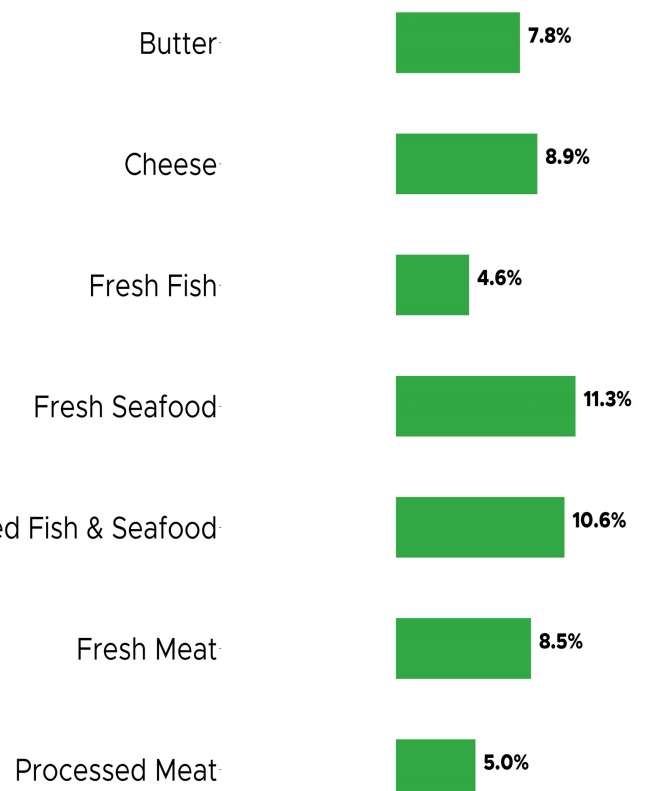 Butter 7.8%
Cheese 8.9%
Fresh Fish 4.6%
Fresh Seafood 11.3%
Fish & Seafood 10.6%
Fresh Meat 8.5%
Processed Meat 5.0%